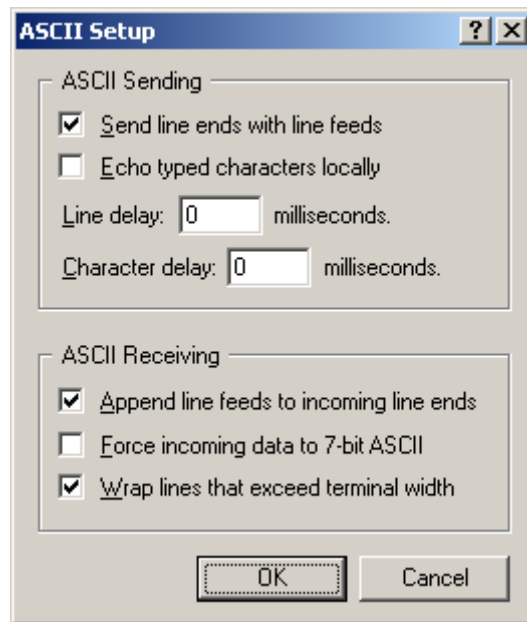 ASCII Setup
ASCII Sending
Send line ends with line feeds
Echo typed characters locally
Line delay: 0 milliseconds.
Character delay: 0 milliseconds.
ASCII Receiving
Append line feeds to incoming line ends
Force incoming data to 7-bit ASCII
Wrap lines that exceed terminal width
OK Cancel